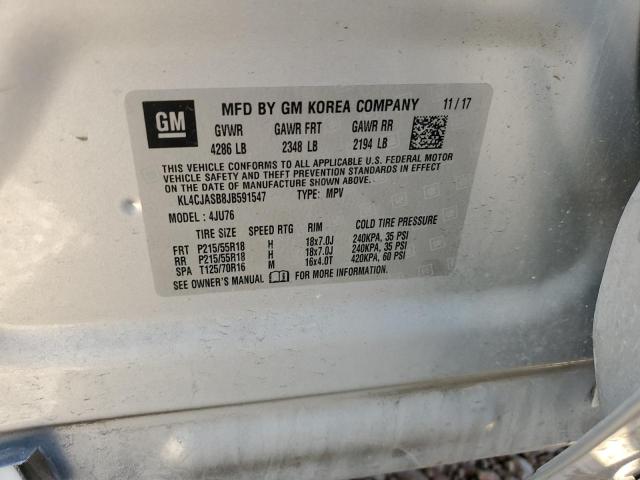 GM MFD BY GM KOREA COMPANY 11/17
GVWR GAWR FRT GAWR RR
4286 LB 2348 LB 2194 LB
THIS VEHICLE CONFORMS TO ALL APPLICABLE U.S. FEDERAL MOTOR
VEHICLE SAFETY AND THEFT PREVENTION STANDARDS IN EFFECT
ON THE DATE OF MANUFACTURE SHOWN ABOVE.
KL4CJASB8JB591547 TYPE: MPV
MODEL : 4JU76
TIRE SIZE SPEED RTG RIM COLD TIRE PRESSURE
FRT P215/55R18 H 18x7.0J 240KPA, 35 PSI
RR P215/55R18 H 18x7.0J 240KPA, 35 PSI
SPA T125/70R16 M 16x4.0T 420KPA, 60 PSI
SEE OWNER'S MANUAL FOR MORE INFORMATION.